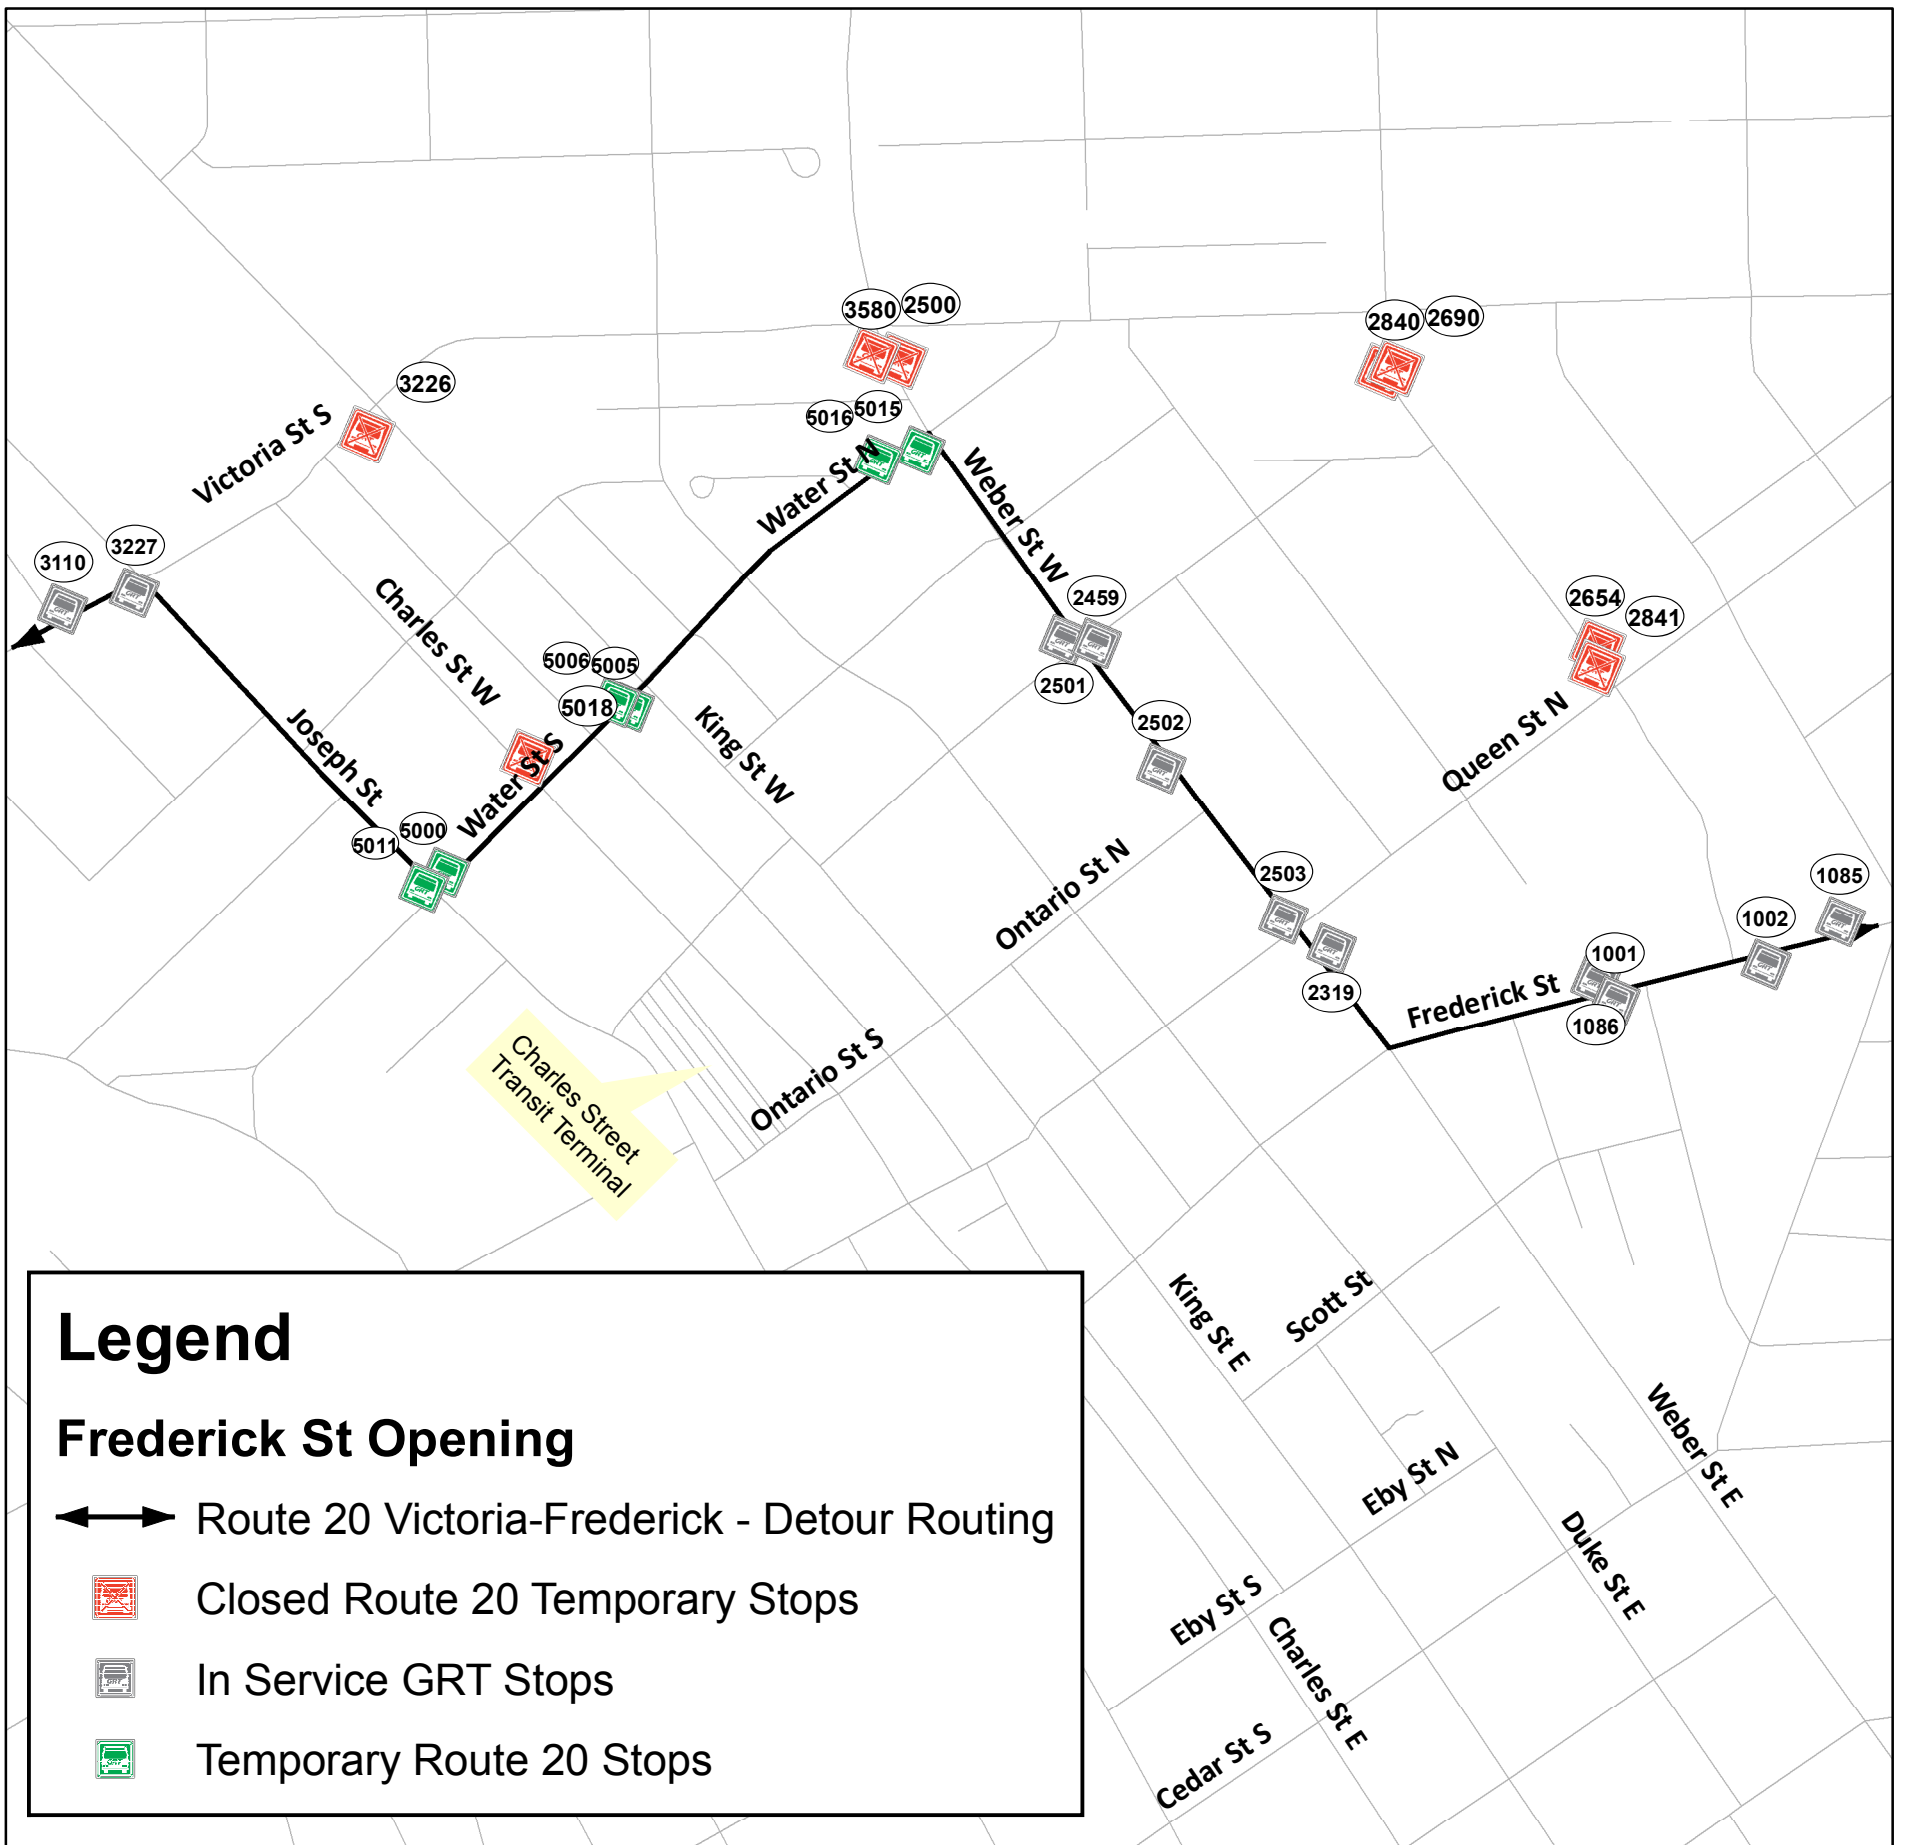 3580
2500
2840
2690
3226
5016
5015
Victoria St S
Water St N
Weber St W
3110
3227
2459
2654
2841
Charles St W
5006
5005
5018
2501
2502
Joseph St
Water St S
King St W
Queen St N
5011
5000
Ontario St N
2503
1085
1002
1001
2319
Frederick St
1086
Charles Street
Transit Terminal
Ontario St S
King St E
Scott St
Weber St E
Eby St N
Duke St E
Eby St S
Charles St E
Cedar St S
Legend
Frederick St Opening
Route 20 Victoria-Frederick - Detour Routing
Closed Route 20 Temporary Stops
In Service GRT Stops
Temporary Route 20 Stops